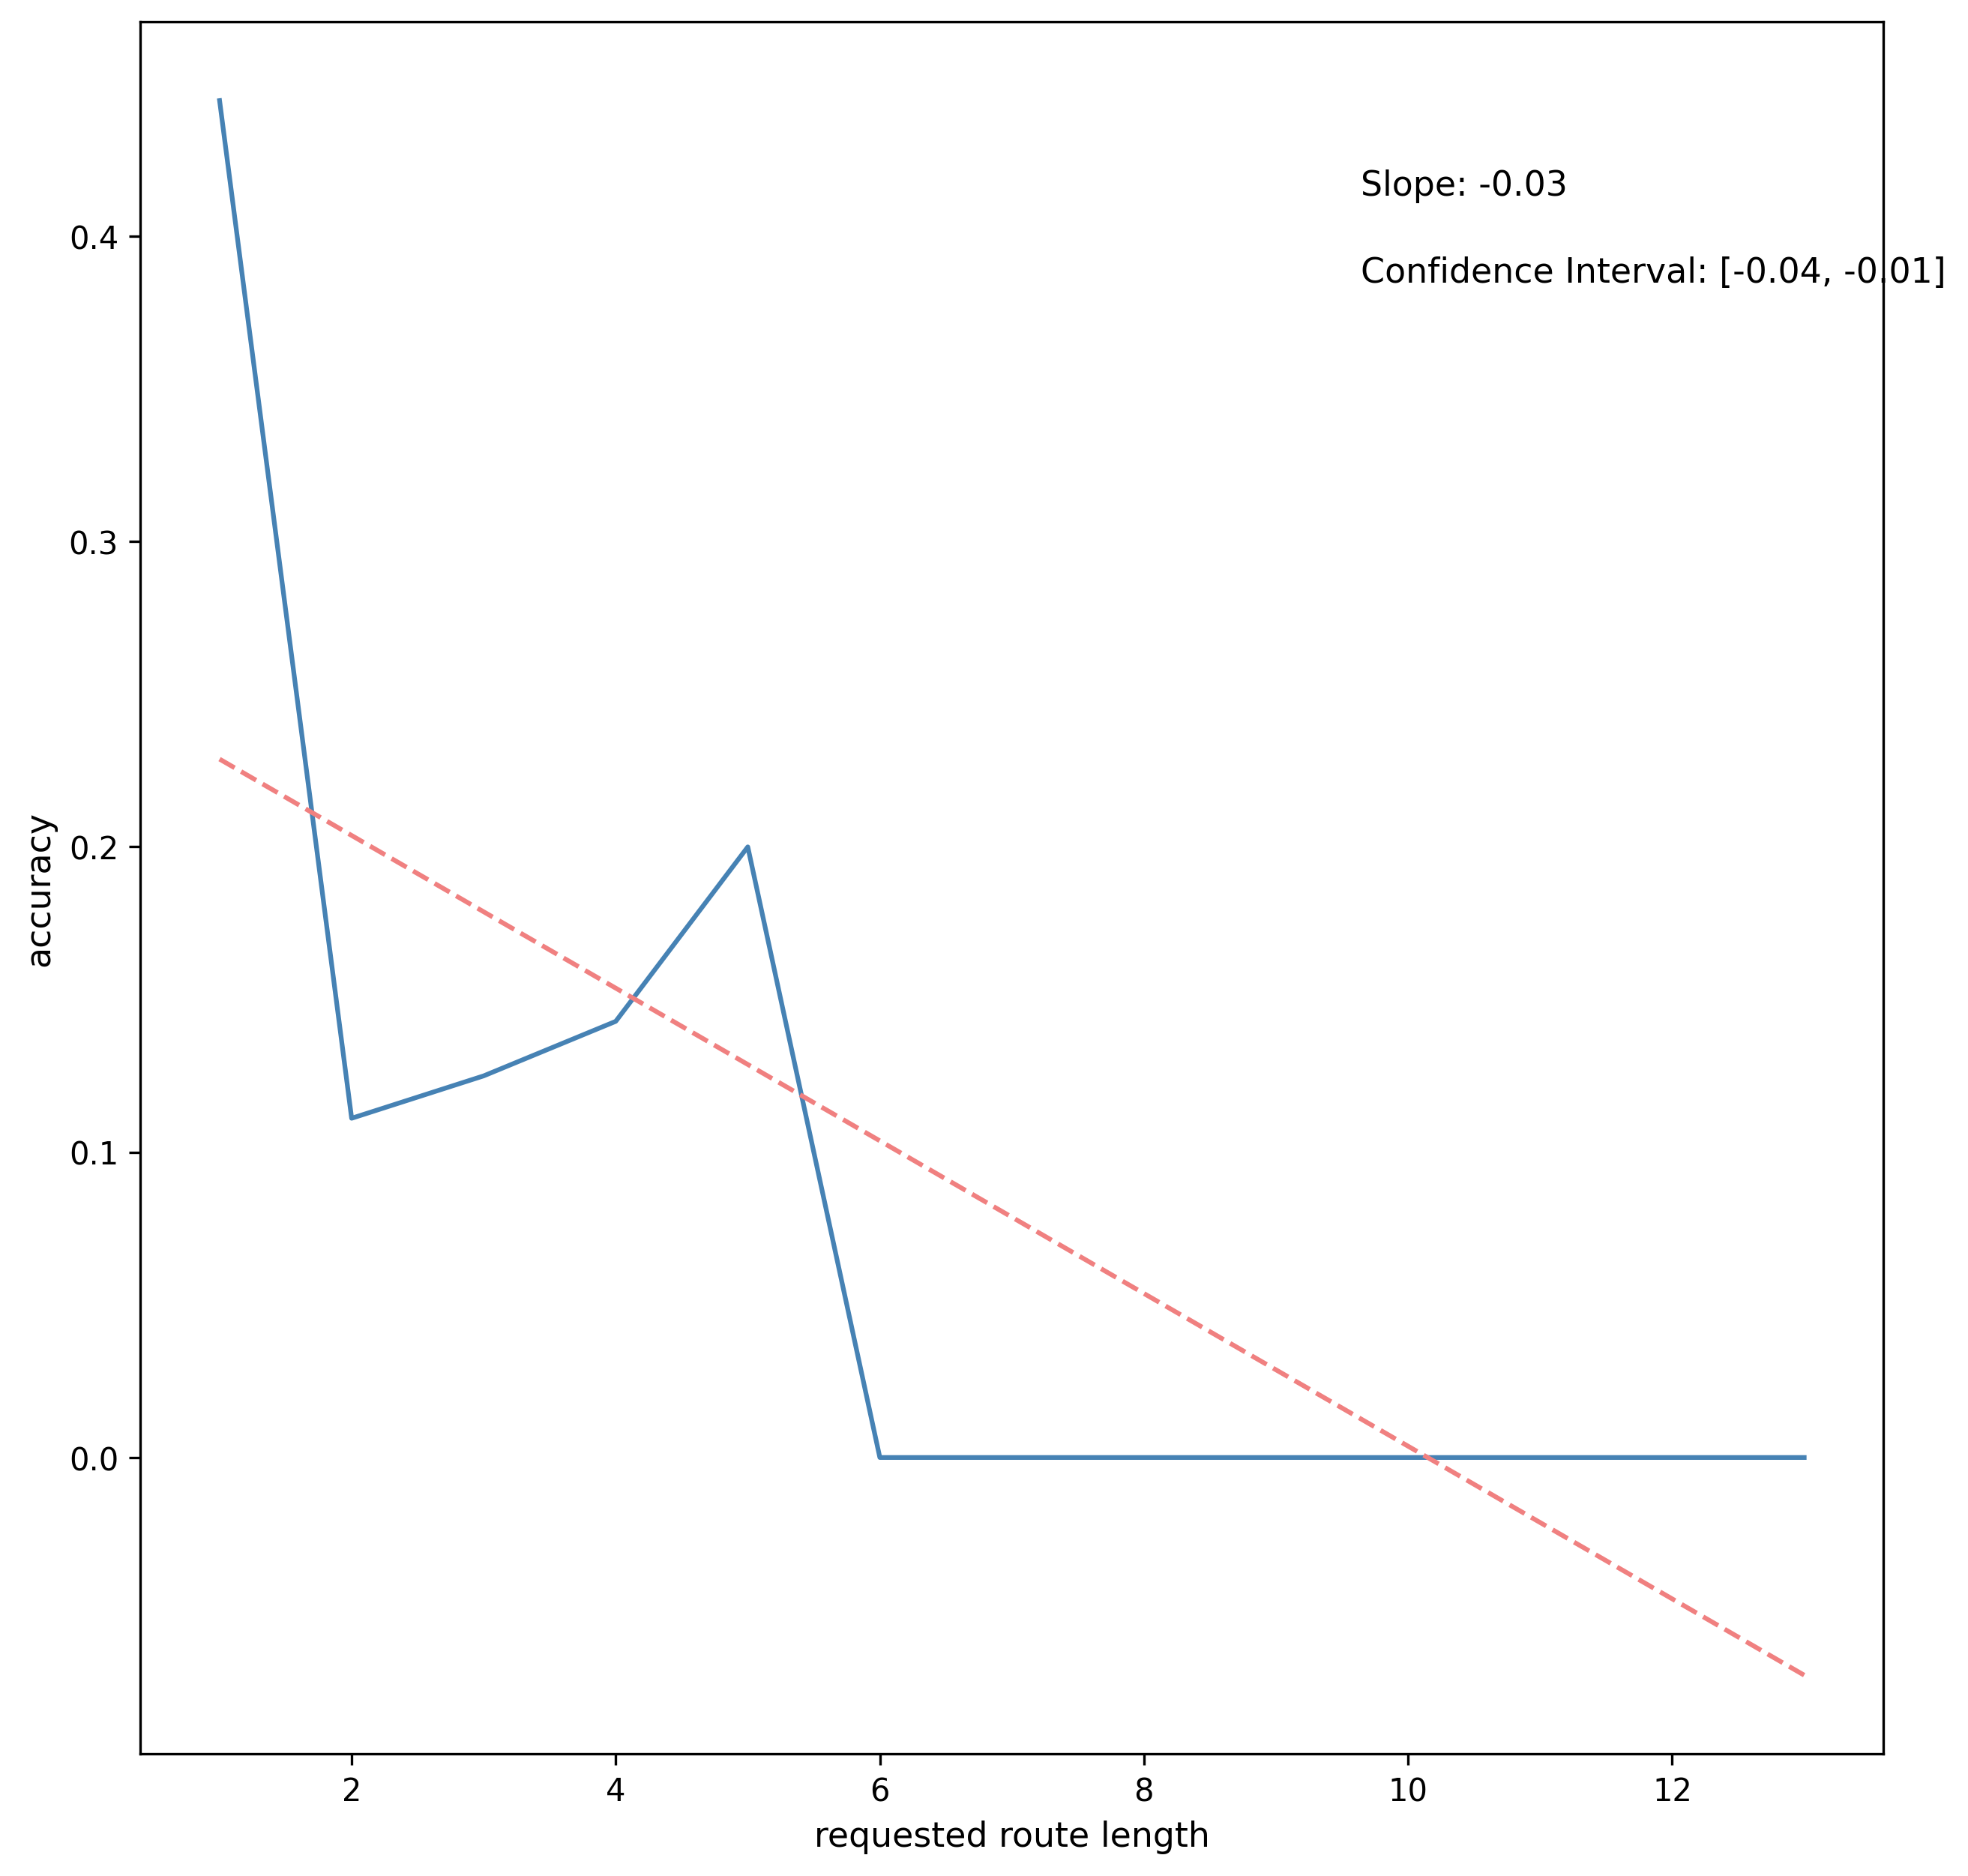 Slope: -0.03
Confidence Interval: [-0.04, -0.01]
0.4
0.3
0.2
0.1
0.0
accuracy
2 4 6 8 10 12
requested route length